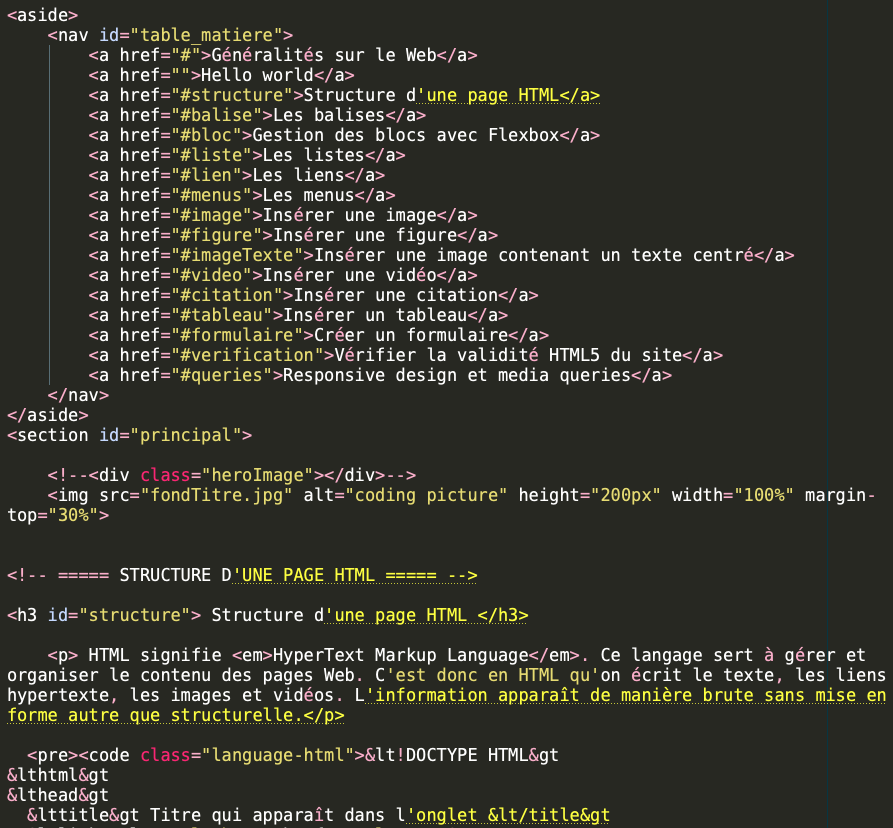 <aside>
<nav id="table_matiere">
<a href="#">Généralités sur le Web</a>
<a href="">Hello world</a>
<a href="#structure">Structure d'une page HTML</a>
<a href="#balise">Les balises</a>
<a href="#bloc">Gestion des blocs avec Flexbox</a>
<a href="#liste">Les listes</a>
<a href="#lien">Les liens</a>
<a href="#menus">Les menus</a>
<a href="#image">Insérer une image</a>
<a href="#figure">Insérer une figure</a>
<a href="#imageTexte">Insérer une image contenant un texte centré</a>
<a href="#video">Insérer une vidéo</a>
<a href="#citation">Insérer une citation</a>
<a href="#tableau">Insérer un tableau</a>
<a href="#formulaire">Créer un formulaire</a>
<a href="#verification">Vérifier la validité HTML5 du site</a>
<a href="#queries">Responsive design et media queries</a>
</nav>
</aside>
<section id="principal">
<!--<div class="heroImage"></div>-->
<img src="fondTitre.jpg" alt="coding picture" height="200px" width="100%" margin-
top="30%">
<!-- ===== STRUCTURE D'UNE PAGE HTML ===== -->
<h3 id="structure"> Structure d'une page HTML </h3>
<p> HTML signifie <em>HyperText Markup Language</em>. Ce langage sert à gérer et
organiser le contenu des pages Web. C'est donc en HTML qu'on écrit le texte, les liens
hypertexte, les images et vidéos. L'information apparaît de manière brute sans mise en
forme autre que structurelle.</p>
<pre><code class="language-html">&lt!DOCTYPE HTML&gt
&lthtml&gt
&lthead&gt
&lttitle&gt Titre qui apparaît dans l'onglet &lt/title&gt